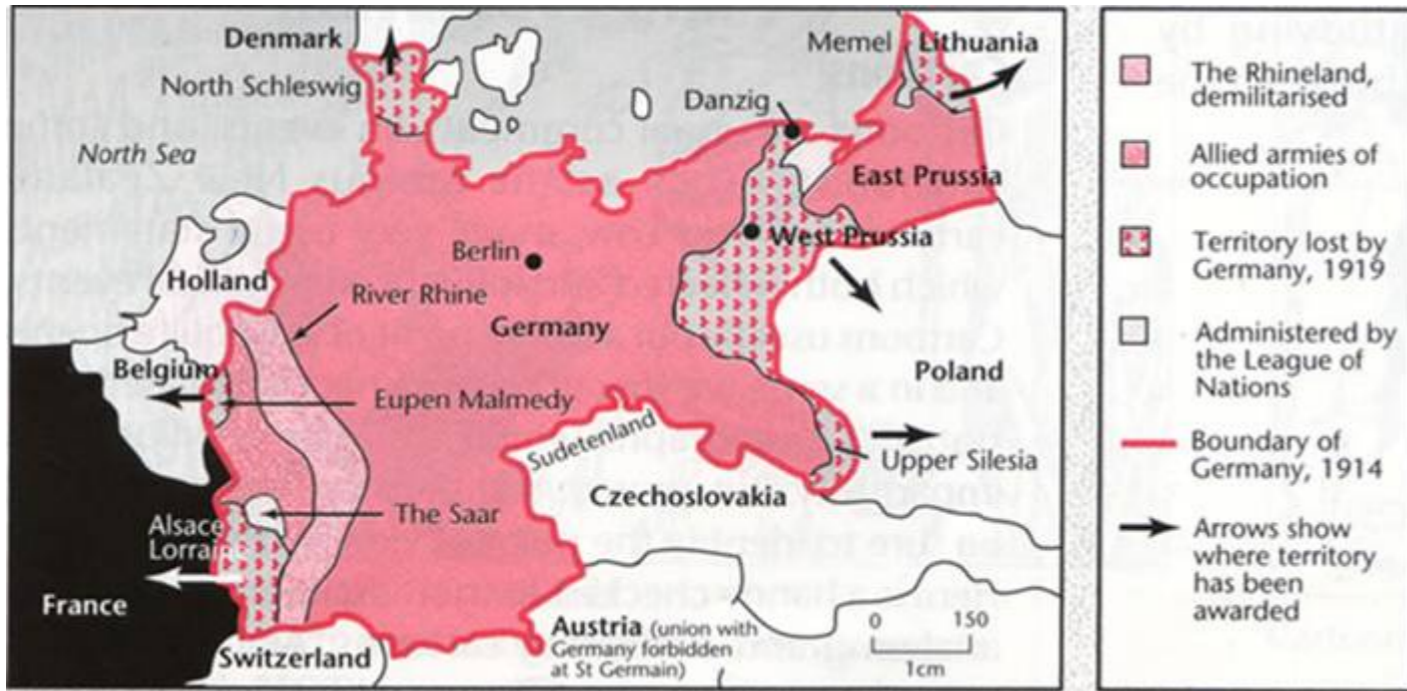 Denmark
North Schleswig
Memel
Lithuania
Danzig
North Sea
East Prussia
West Prussia
Berlin
Holland
River Rhine
Germany
Belgium
Eupen Malmedy
Poland
Sudetenland
Upper Silesia
Czechoslovakia
Alsace
Lorraine
The Saar
France
Austria (union with
Germany forbidden
at St Germain)
Switzerland
0 150
1cm
The Rhineland,
demilitarised
Allied armies of
occupation
Territory lost by
Germany, 1919
Administered by
the League of
Nations
Boundary of
Germany, 1914
Arrows show
where territory
has been
awarded